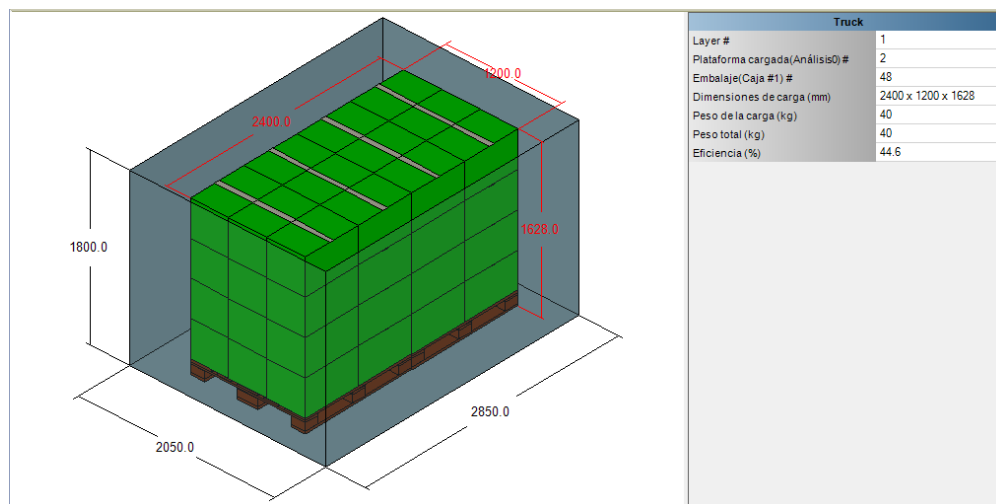 Truck
Layer # 1
Plataforma cargada(Análisis0) # 2
Embalaje(Caja #1) # 48
Dimensiones de carga (mm) 2400 x 1200 x 1628
Peso de la carga (kg) 40
Peso total (kg) 40
Eficiencia (%) 44.6
1200.0
2400.0
1628.0
1800.0
2850.0
2050.0